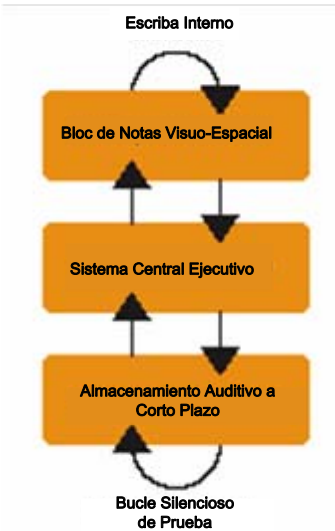 Escriba Interno
Bloc de Notas Visuo-Espacial
Sistema Central Ejecutivo
Almacenamiento Auditivo a
Corto Plazo
Bucle Silencioso
de Prueba